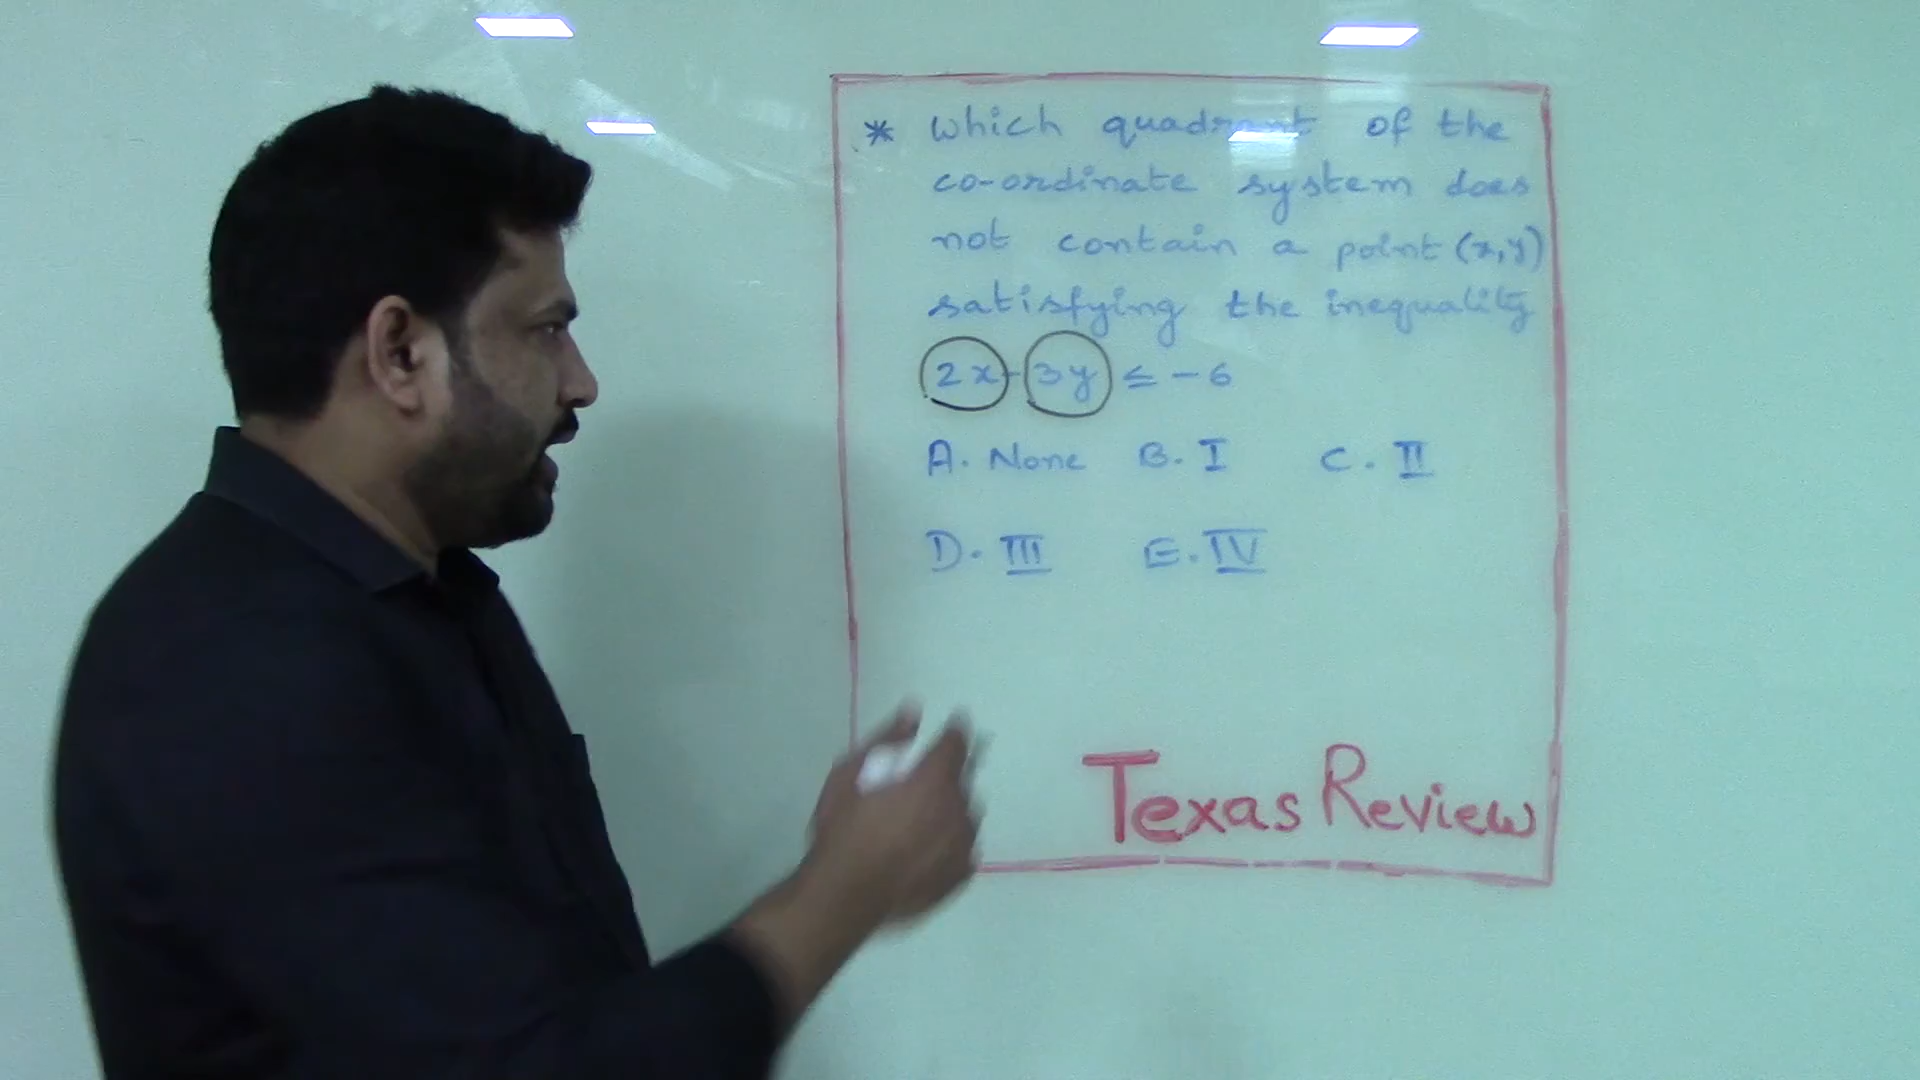 * Which quadrant of the
co-ordinate system does
not contain a point (x,y)
satisfying the inequality
2x - 3y ≤ -6
A. None B. I C. II
D. III E. IV
Texas Review